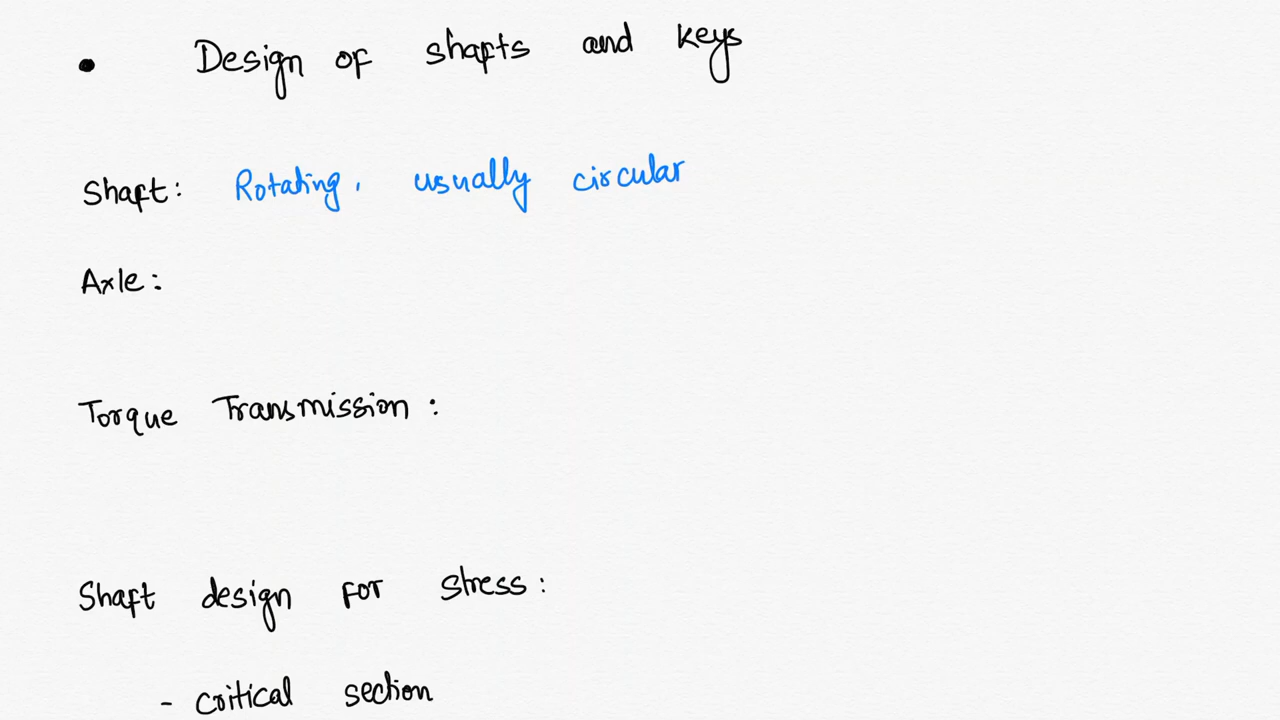 • Design of shafts and keys
Shaft: Rotating, usually circular
Axle:
Torque Transmission:
Shaft design for stress:
- critical section